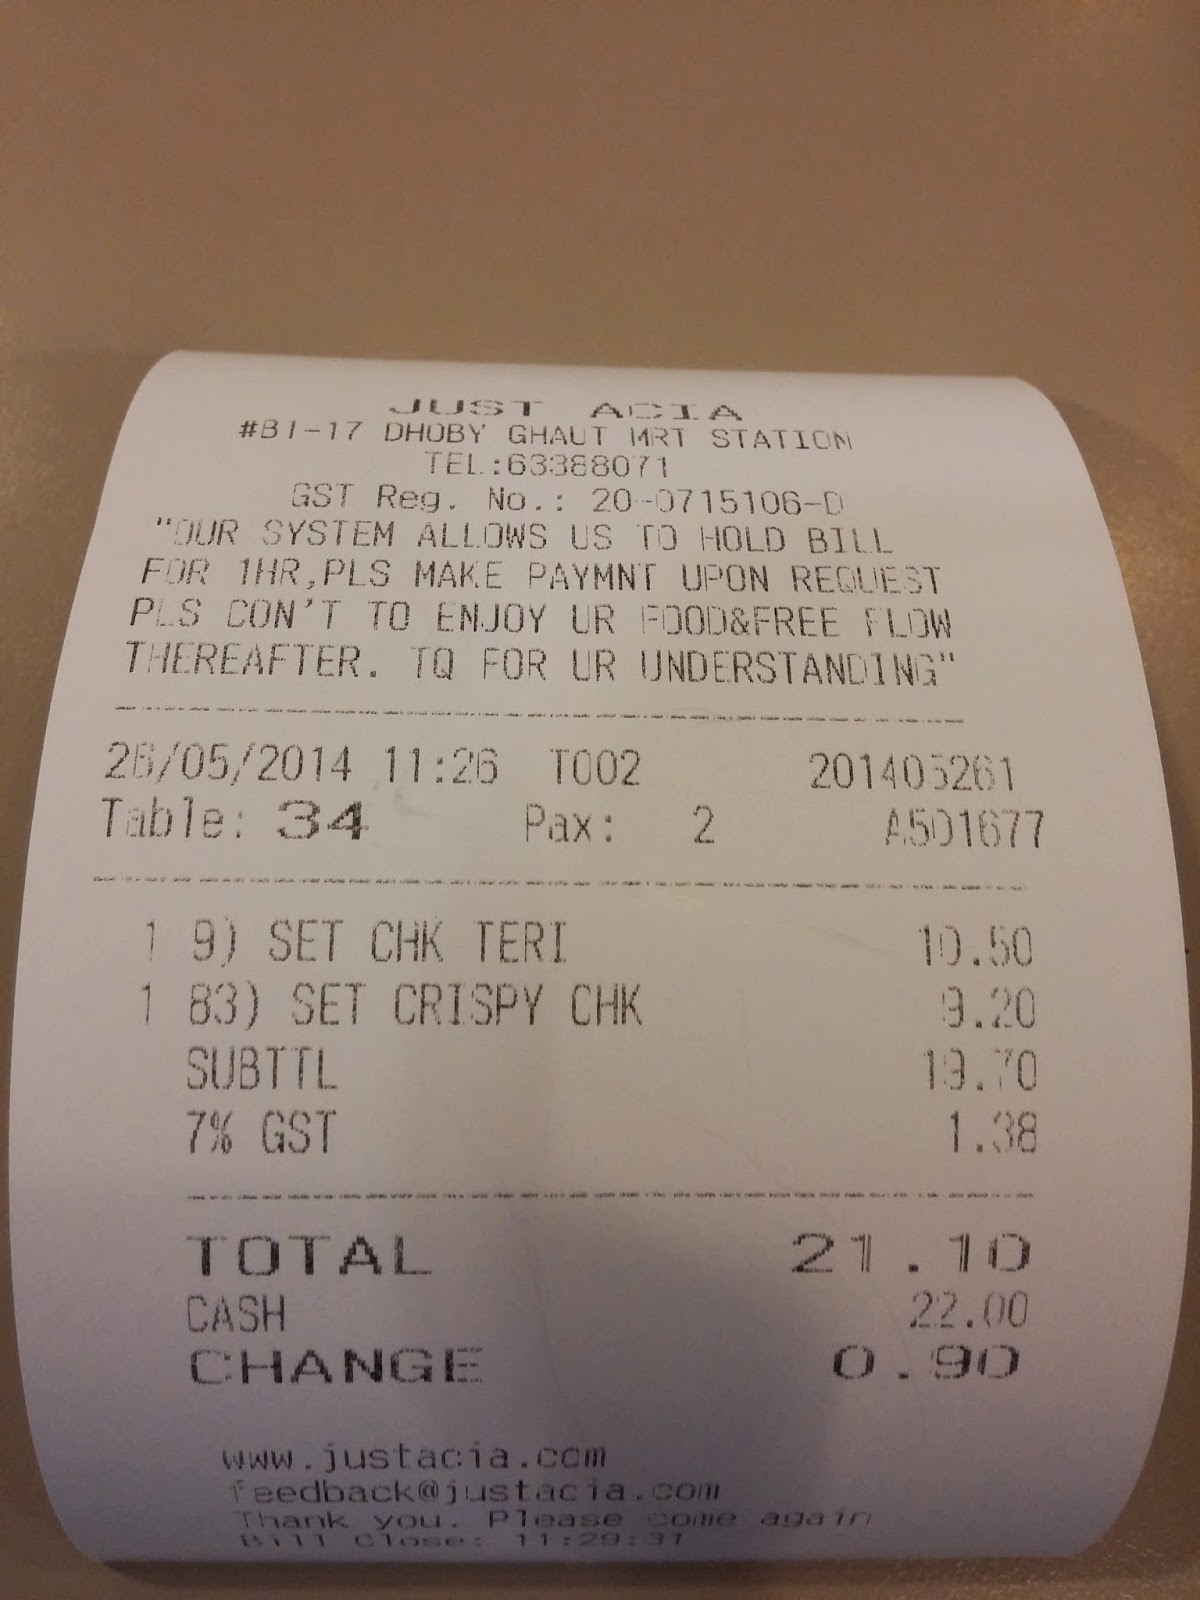 JUST ACIA
#B1-17 DHOBY GHAUT MRT STATION
TEL:63388071
GST Reg. No.: 20-0715106-D
"OUR SYSTEM ALLOWS US TO HOLD BILL
FOR 1HR,PLS MAKE PAYMNT UPON REQUEST
PLS CON'T TO ENJOY UR FOOD&FREE FLOW
THEREAFTER. TQ FOR UR UNDERSTANDING"
26/05/2014 11:26 T002 201405261
Table: 34 Pax: 2 A501677
1 9) SET CHK TERI 10.50
1 83) SET CRISPY CHK 9.20
SUBTTL 19.70
7% GST 1.38
TOTAL 21.10
CASH 22.00
CHANGE 0.90
www.justacia.com
feedback@justacia.com
Thank you. Please come again
Bill Close: 11:29:31